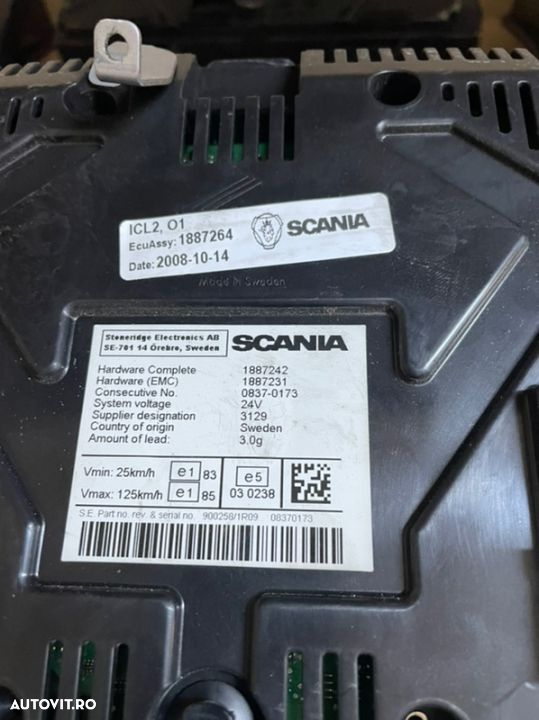 ICL2, O1
EcuAssy: 1887264
Date: 2008-10-14
SCANIA
Made in Sweden
Stoneridge Electronics AB
SE-701 14 Örebro, Sweden
SCANIA
Hardware Complete 1887242
Hardware (EMC) 1887231
Consecutive No. 0837-0173
System voltage 24V
Supplier designation 3129
Country of origin Sweden
Amount of lead: 3.0g
Vmin: 25km/h e1 83 e5
Vmax: 125km/h e1 85 03 0238
S.E. Part no. rev. & serial no. 900258/1R09 08370173
AUTOVIT.RO